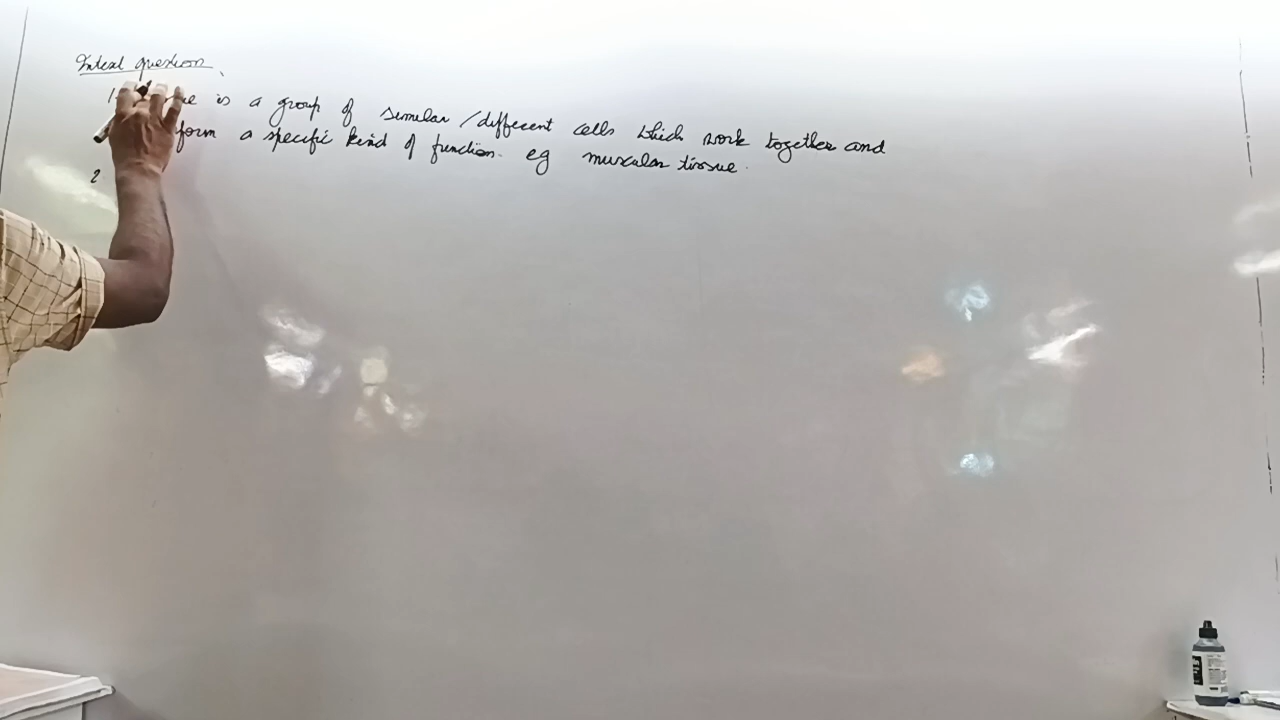 Intext question
1. is a group of semular /different cells which work together and
form a specific kind of function. eg muscular tissue.
2